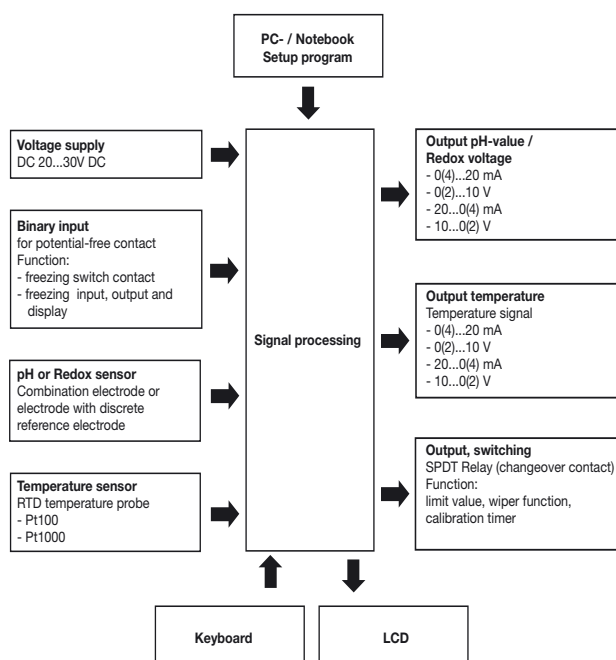 PC- / Notebook
Setup program
Voltage supply
DC 20...30V DC
Binary input
for potential-free contact
Function:
- freezing switch contact
- freezing input, output and
display
pH or Redox sensor
Combination electrode or
electrode with discrete
reference electrode
Temperature sensor
RTD temperature probe
- Pt100
- Pt1000
Signal processing
Output pH-value /
Redox voltage
- 0(4)...20 mA
- 0(2)...10 V
- 20...0(4) mA
- 10...0(2) V
Output temperature
Temperature signal
- 0(4)...20 mA
- 0(2)...10 V
- 20...0(4) mA
- 10...0(2) V
Output, switching
SPDT Relay (changeover contact)
Function:
limit value, wiper function,
calibration timer
Keyboard
LCD